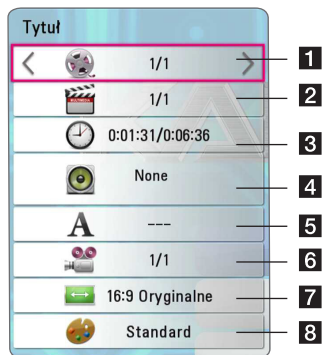 Tytuł
1/1 1
MULTIMEDIA 1/1 2
0:01:31/0:06:36 3
None 4
A --- 5
1/1 6
16:9 Oryginalne 7
Standard 8